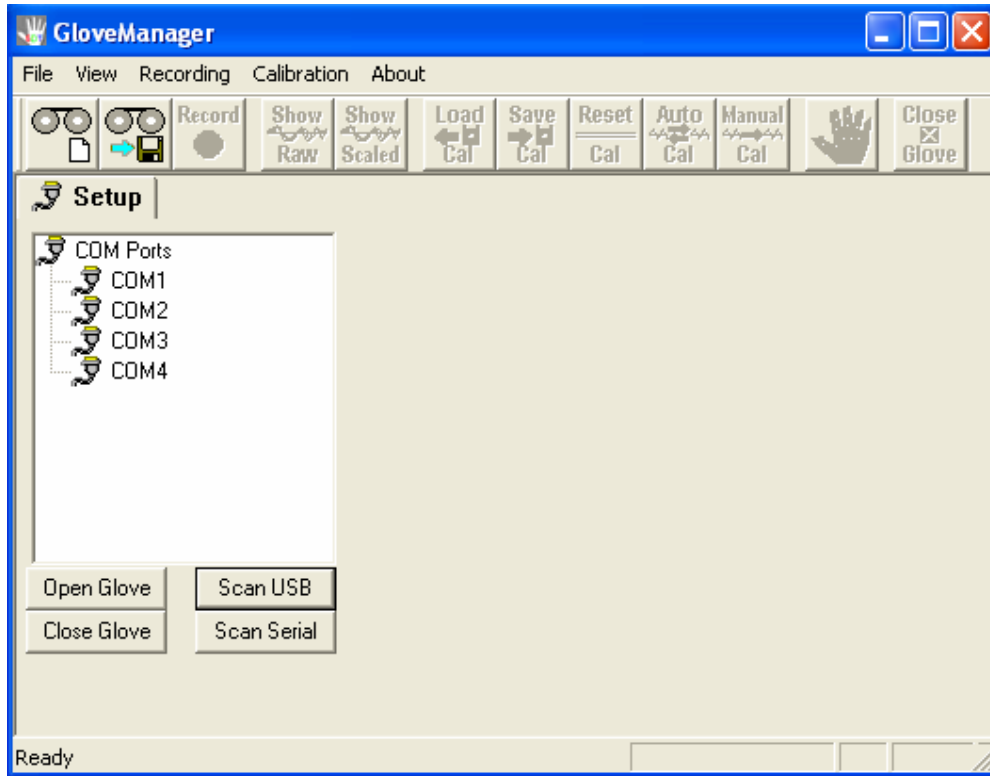 GloveManager
File View Recording Calibration About
Record Show Raw Show Scaled Load Cal Save Cal Reset Cal Auto Cal Manual Cal Close Glove
Setup
COM Ports
COM1
COM2
COM3
COM4
Open Glove Scan USB
Close Glove Scan Serial
Ready